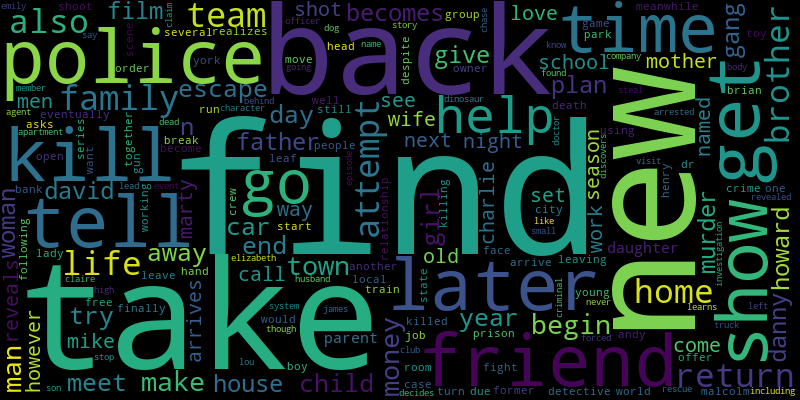 emily
shoot
also
film
claim
team
shot
becomes
group
meanwhile
officer
dog
love
say
scene
several
realizes
chase
story
game
park
toy
gang
brother
police
back
time
order
york
move
despite
head
name
owner
give
school
know
company
mother
going
found
body
brian
men
family
escape
plan
steal
member
agent
run
character
behind
day
well
still
see
dinosaur
death
get
eventually
apartment
dead
n
attempt
help
doctor
named
arrested
asks
series
together
gun
break
father
people
wife
next
night
season
using
open
want
become
kill
find
new
discovers
visit
dr
bank
david
lead
event
leaf
episode
charlie
set
henry
crime
one
revealed
working
marty
go
girl
city
work
murder
show
howard
woman
tell
crew
way
relationship
killing
like
small
investigation
lady
car
start
old
face
leaving
daughter
end
reveals
following
life
away
elizabeth
town
another
arrive
claire
leave
hand
husband
call
local
later
state
criminal
young
home
learns
left
take
arrives
system
train
never
danny
high
free
would
james
money
year
begin
truck
man
however
try
finally
though
parent
killed
prison
forced
andy
come
mike
job
friend
offer
stop
club
room
fight
return
son
meet
make
house
lou
boy
child
case
decides
turn
due
former
detective
world
rescue
malcolm
including